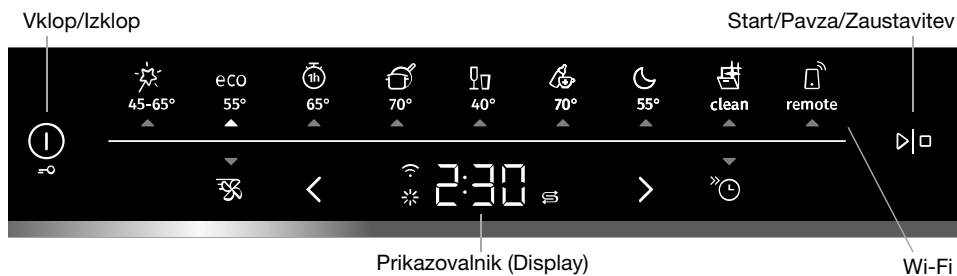 Vklop/Izklop Start/Pavza/Zaustavitev
eco 1h
45-65° 55° 65° 70° 40° 70° 55° clean remote
2:30
Prikazovalnik (Display) Wi-Fi